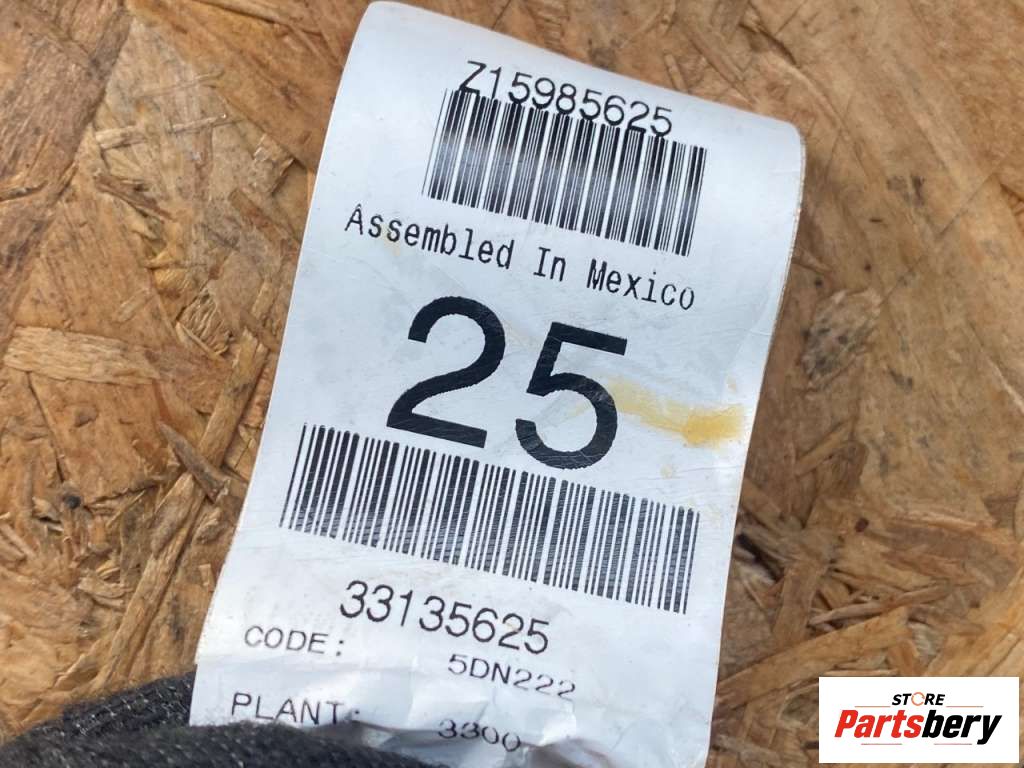 Z15985625
Assembled In Mexico
25
33135625
CODE: 5DN222
PLANT: 3300
STORE
Partsbery